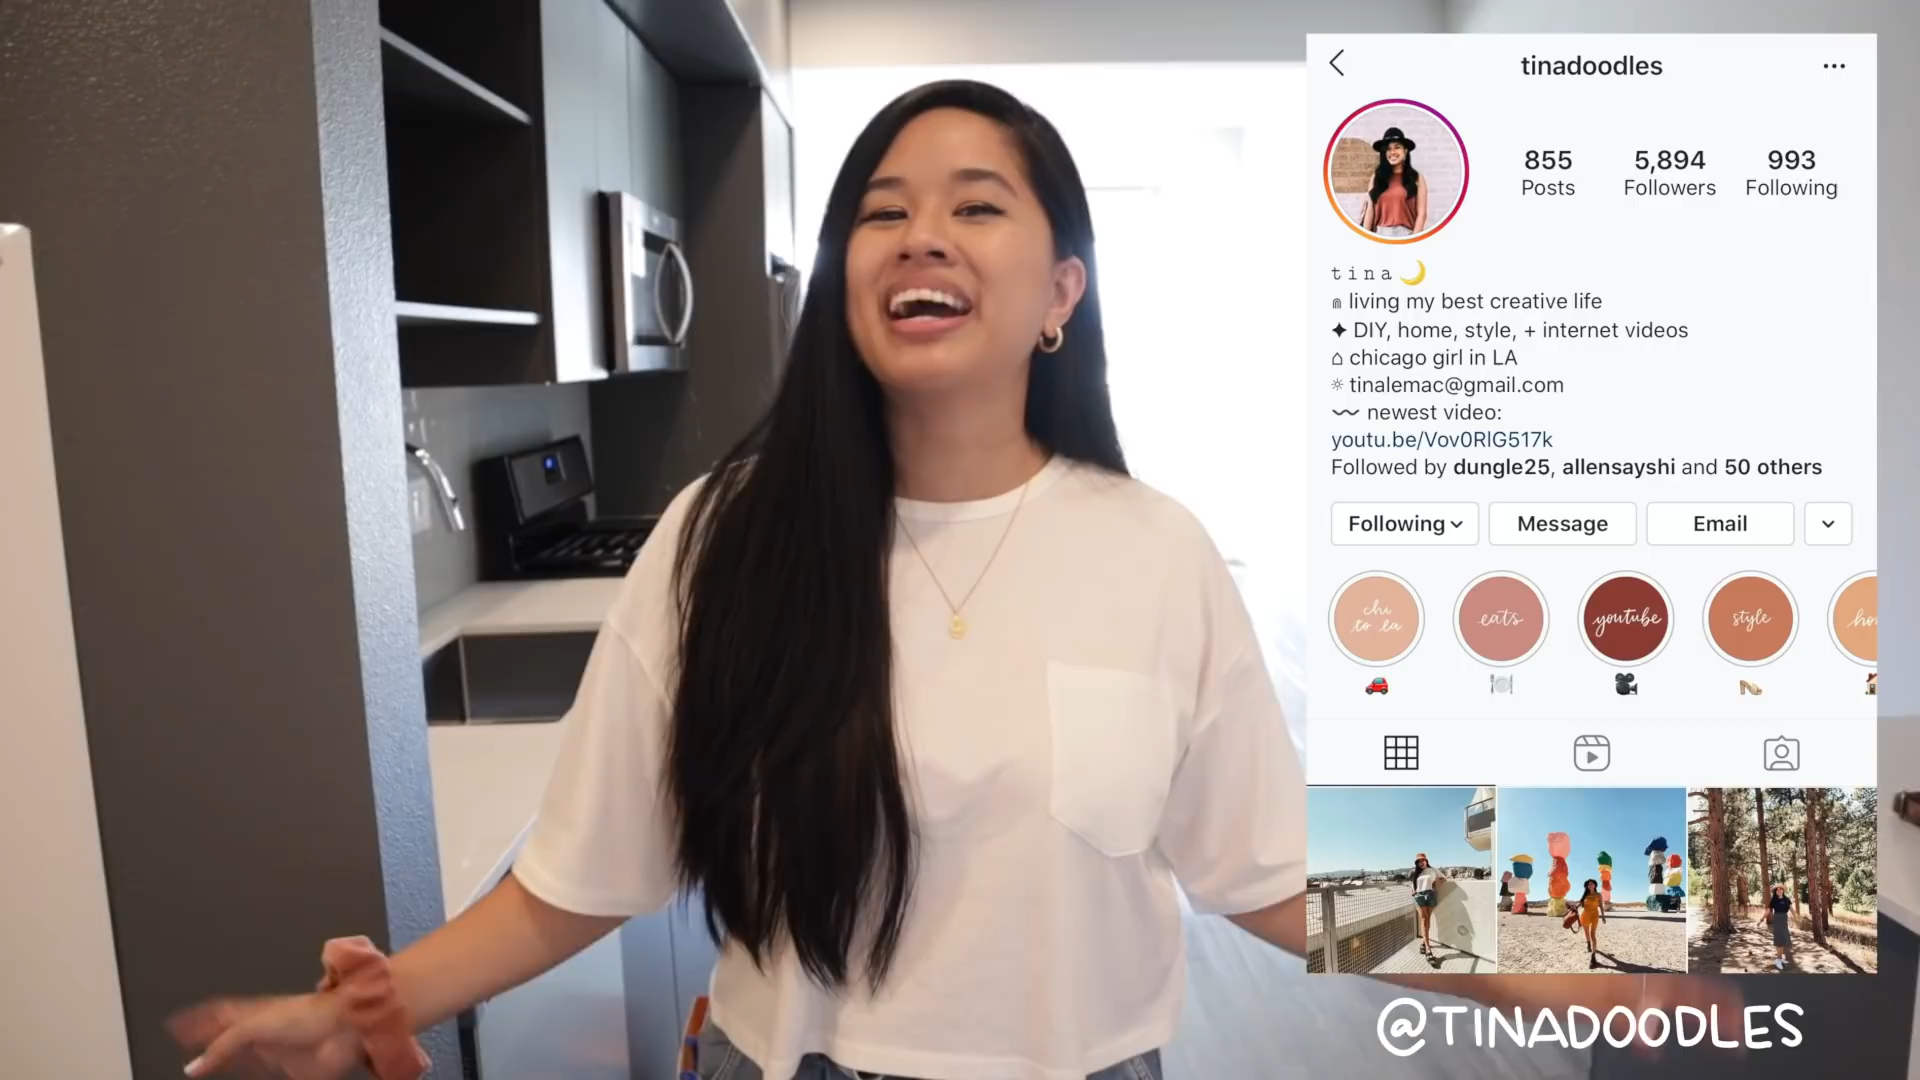 tinadoodles
855
5,894
993
Posts
Followers
Following
tina
living my best creative life
DIY, home, style, + internet videos
chicago girl in LA
tinalemac@gmail.com
newest video:
youtu.be/Vov0RlG517k
Followed by dungle25, allensayshi and 50 others
Following
Message
Email
chi
to la
eats
youtube
style
@TINADOODLES